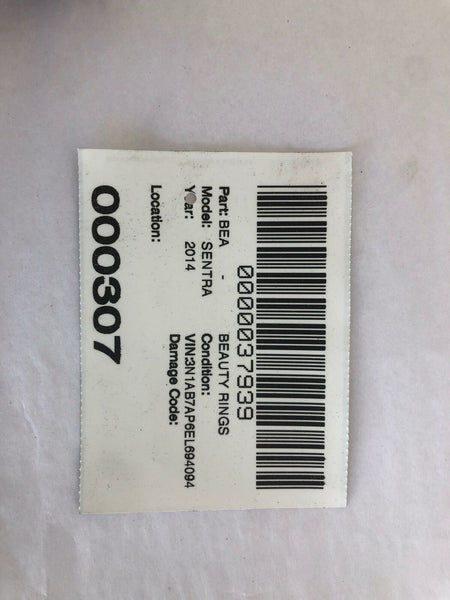 0000037939
Part: BEA - BEAUTY RINGS
Model: SENTRA Condition:
Year: 2014 VIN:3N1AB7AP6EL694094
Damage Code:
Location:
000307